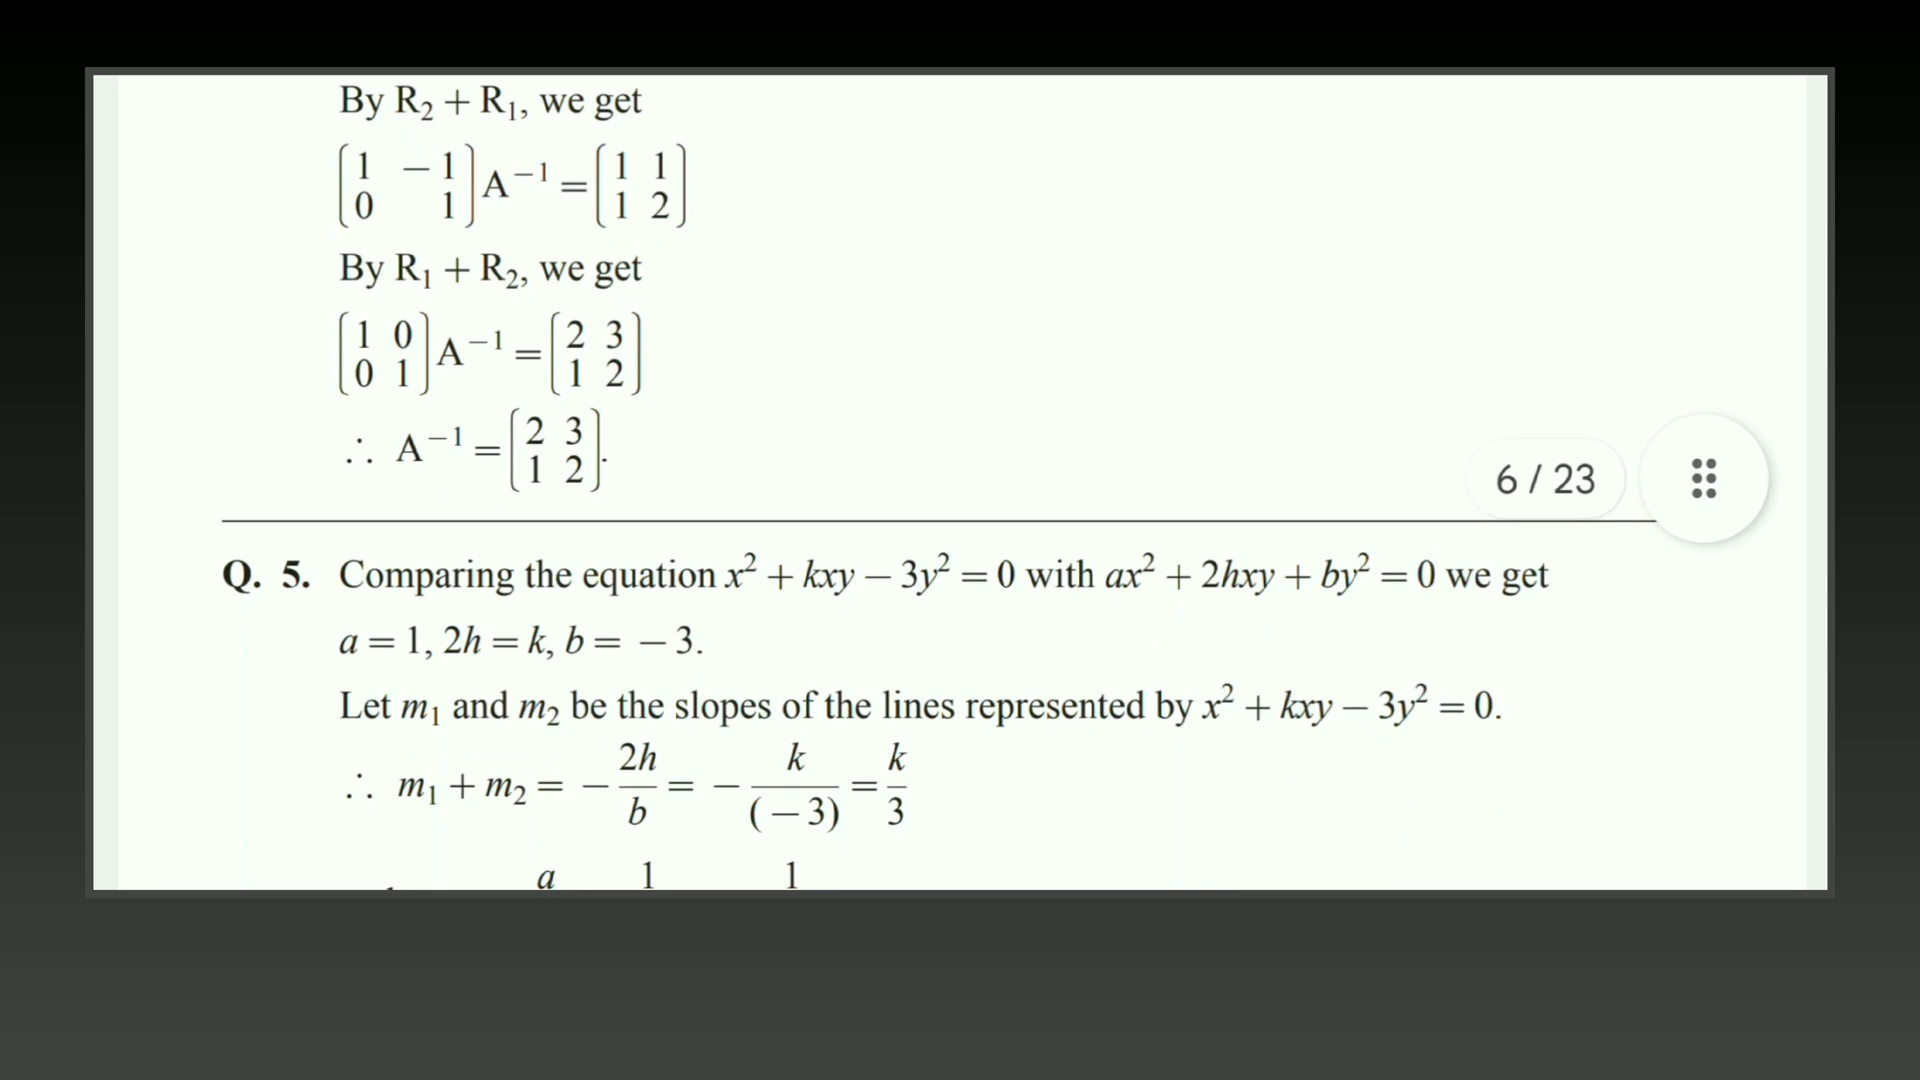 By R₂ + R₁, we get
[1 −1; 0 1] A⁻¹ = [1 1; 1 2]
By R₁ + R₂, we get
[1 0; 0 1] A⁻¹ = [2 3; 1 2]
∴ A⁻¹ = [2 3; 1 2].
6 / 23
Q. 5. Comparing the equation x² + kxy − 3y² = 0 with ax² + 2hxy + by² = 0 we get
a = 1, 2h = k, b = − 3.
Let m₁ and m₂ be the slopes of the lines represented by x² + kxy − 3y² = 0.
∴ m₁ + m₂ = − 2h/b = − k/(− 3) = k/3
a 1 1